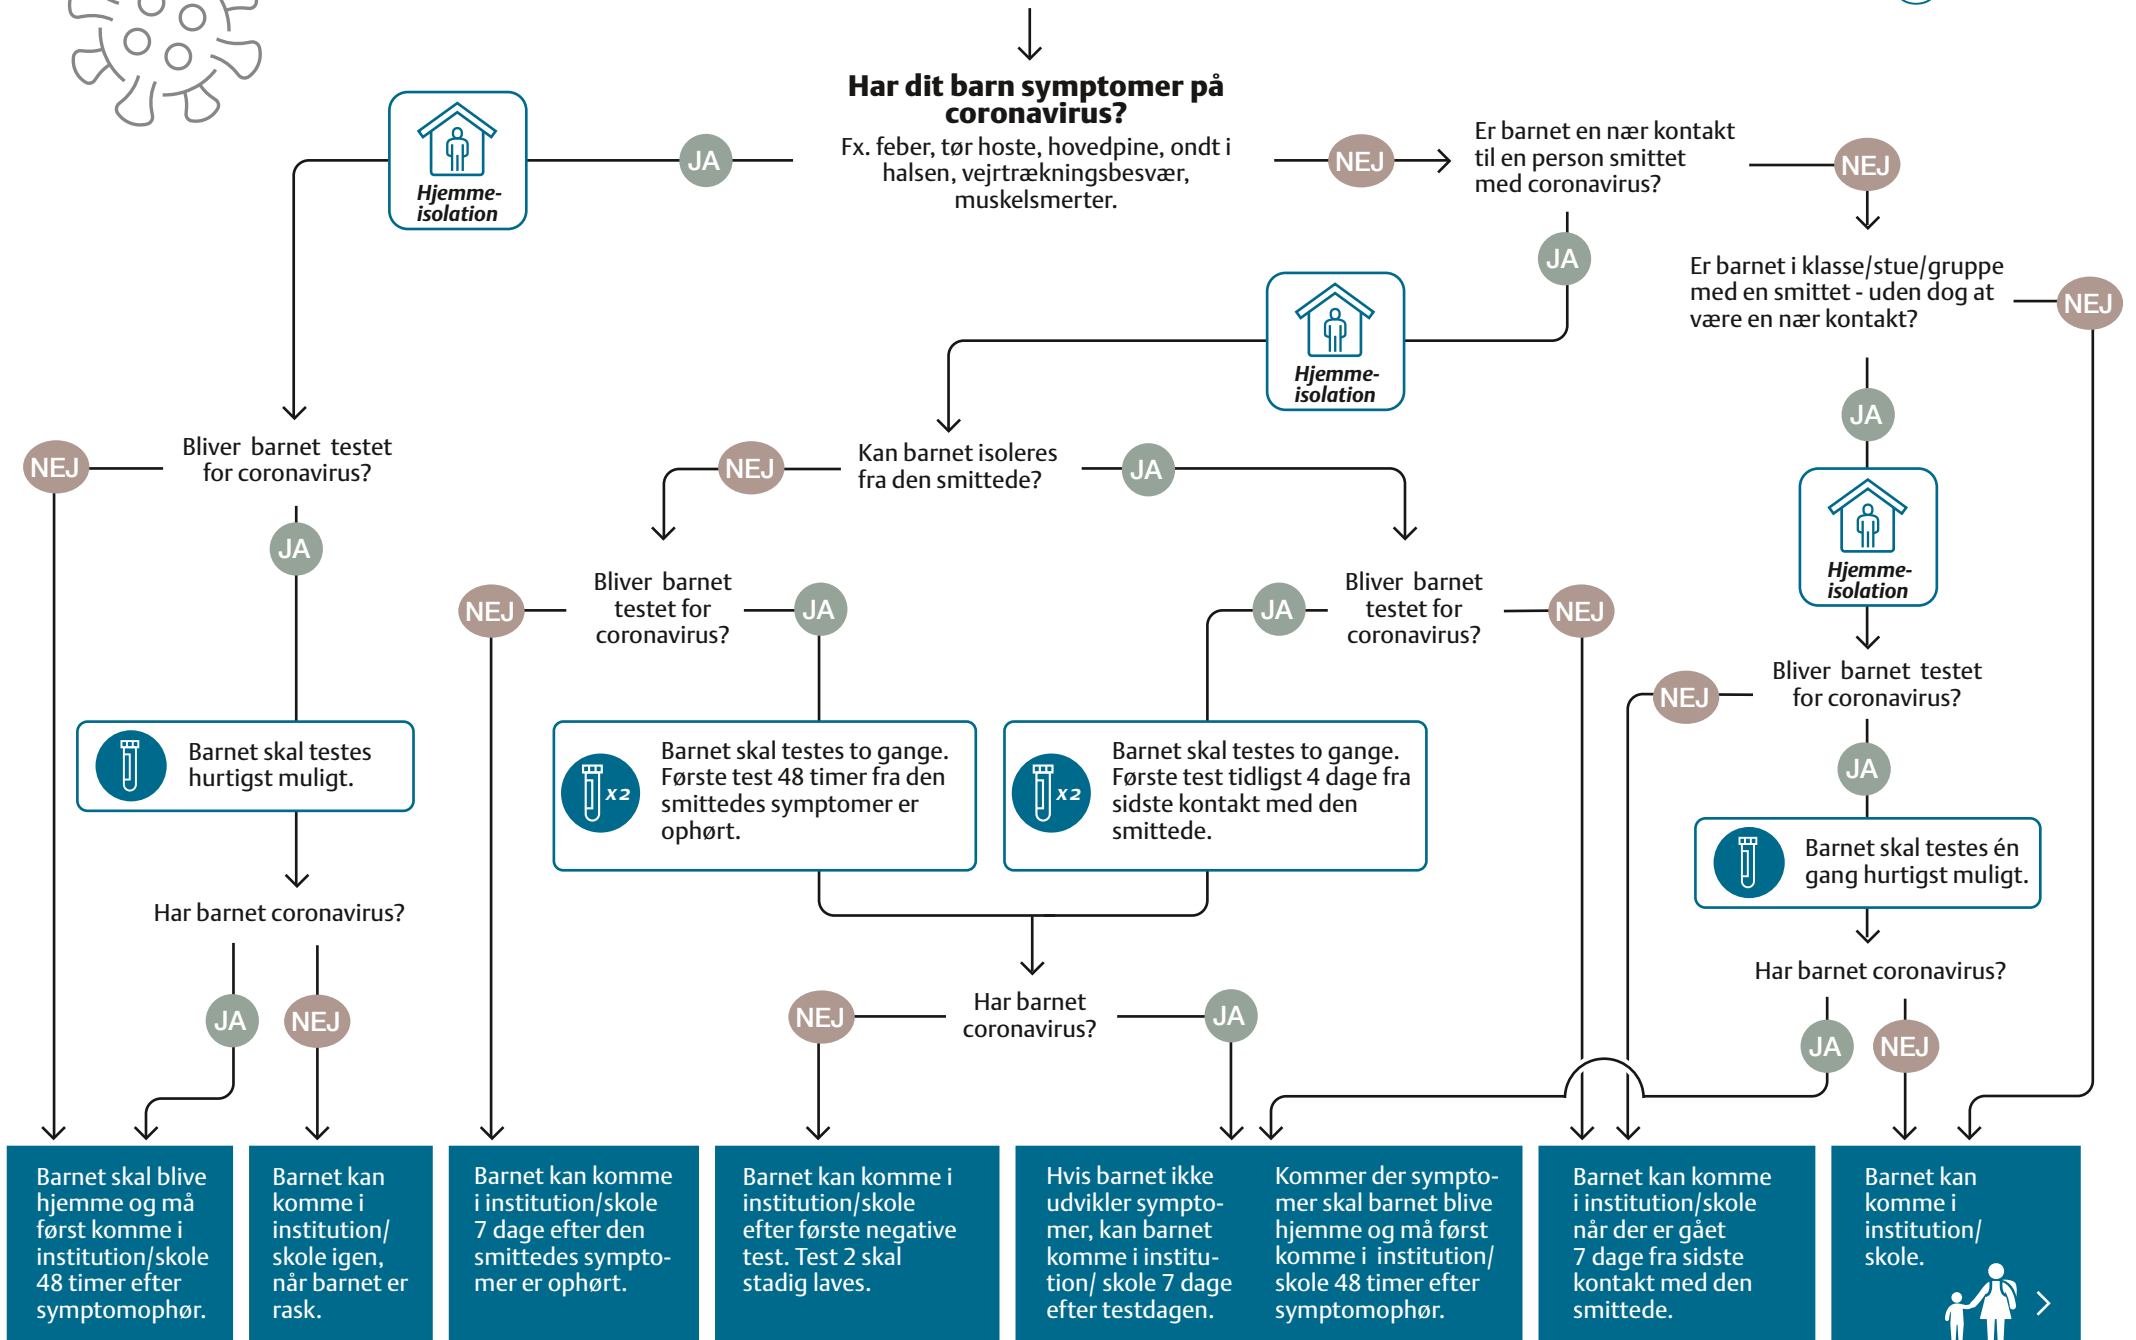 Har dit barn symptomer på
coronavirus?
Fx. feber, tør hoste, hovedpine, ondt i
halsen, vejrtrækningsbesvær,
muskelsmerter.
JA
Hjemme-
isolation
NEJ
Er barnet en nær kontakt
til en person smittet
med coronavirus?
NEJ
JA
Er barnet i klasse/stue/gruppe
med en smittet - uden dog at
være en nær kontakt?
NEJ
JA
Hjemme-
isolation
Hjemme-
isolation
Bliver barnet testet
for coronavirus?
NEJ
JA
Kan barnet isoleres
fra den smittede?
NEJ
JA
Bliver barnet
testet for
coronavirus?
NEJ
JA
Bliver barnet
testet for
coronavirus?
JA
NEJ
Bliver barnet testet
for coronavirus?
NEJ
JA
Barnet skal testes
hurtigst muligt.
x2
Barnet skal testes to gange.
Første test 48 timer fra den
smittedes symptomer er
ophørt.
x2
Barnet skal testes to gange.
Første test tidligst 4 dage fra
sidste kontakt med den
smittede.
Barnet skal testes én
gang hurtigst muligt.
Har barnet coronavirus?
JA
NEJ
Har barnet
coronavirus?
NEJ
JA
Har barnet coronavirus?
JA
NEJ
Barnet skal blive
hjemme og må
først komme i
institution/skole
48 timer efter
symptomophør.
Barnet kan
komme i
institution/
skole igen,
når barnet er
rask.
Barnet kan komme
i institution/skole
7 dage efter den
smittedes sympto-
mer er ophørt.
Barnet kan komme i
institution/skole
efter første negative
test. Test 2 skal
stadig laves.
Hvis barnet ikke
udvikler sympto-
mer, kan barnet
komme i institu-
tion/ skole 7 dage
efter testdagen.
Kommer der sympto-
mer skal barnet blive
hjemme og må først
komme i institution/
skole 48 timer efter
symptomophør.
Barnet kan komme
i institution/skole
når der er gået
7 dage fra sidste
kontakt med den
smittede.
Barnet kan
komme i
institution/
skole.